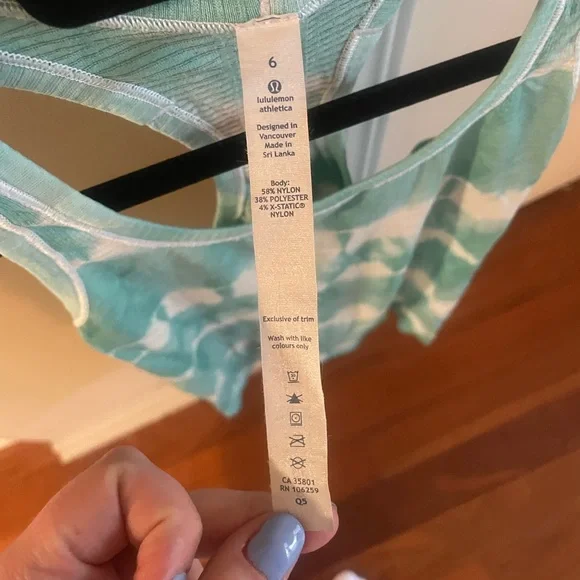 6
lululemon
athletica
Designed in
Vancouver
Made in
Sri Lanka
Body:
58% NYLON
38% POLYESTER
4% X-STATIC®
NYLON
Exclusive of trim
Wash with like
colours only
CA 35801
RN 106259
Q5